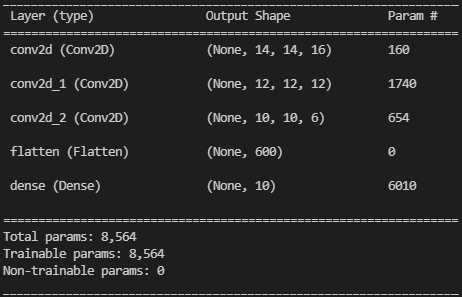 Layer (type) Output Shape Param #
conv2d (Conv2D) (None, 14, 14, 16) 160
conv2d_1 (Conv2D) (None, 12, 12, 12) 1740
conv2d_2 (Conv2D) (None, 10, 10, 6) 654
flatten (Flatten) (None, 600) 0
dense (Dense) (None, 10) 6010
Total params: 8,564
Trainable params: 8,564
Non-trainable params: 0